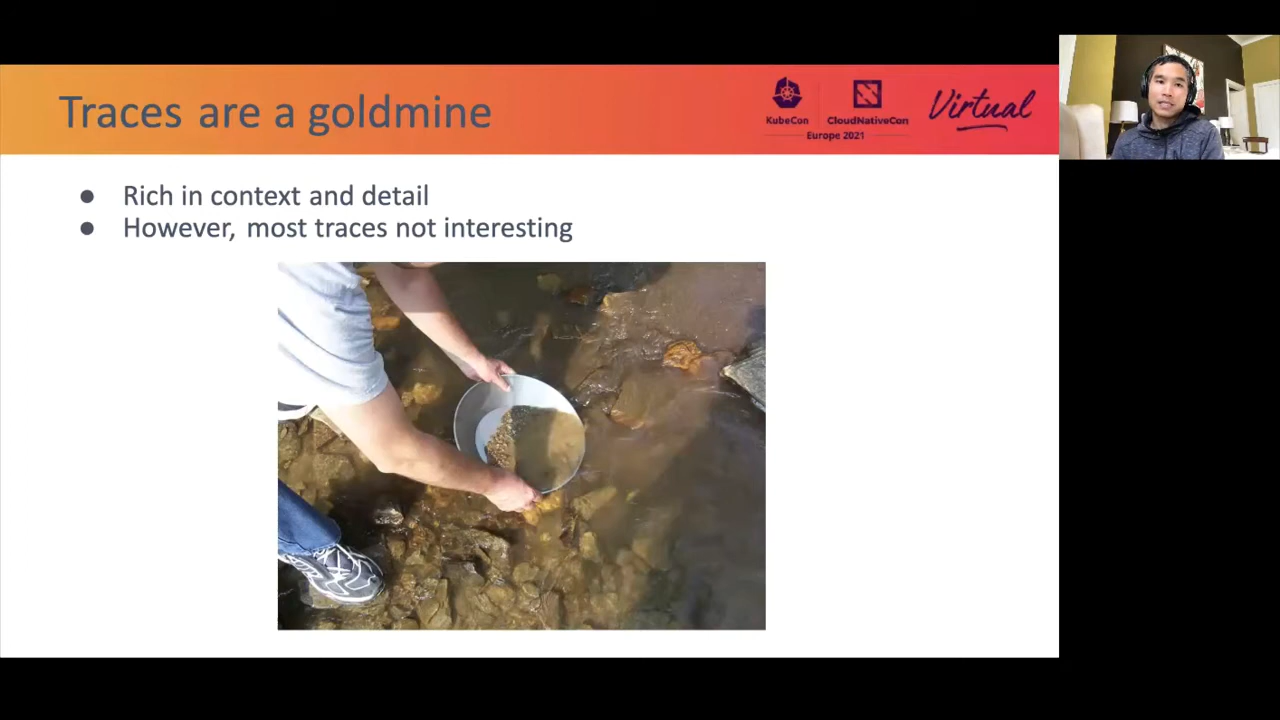 Traces are a goldmine
KubeCon
CloudNativeCon
Europe 2021
Virtual
● Rich in context and detail
● However, most traces not interesting